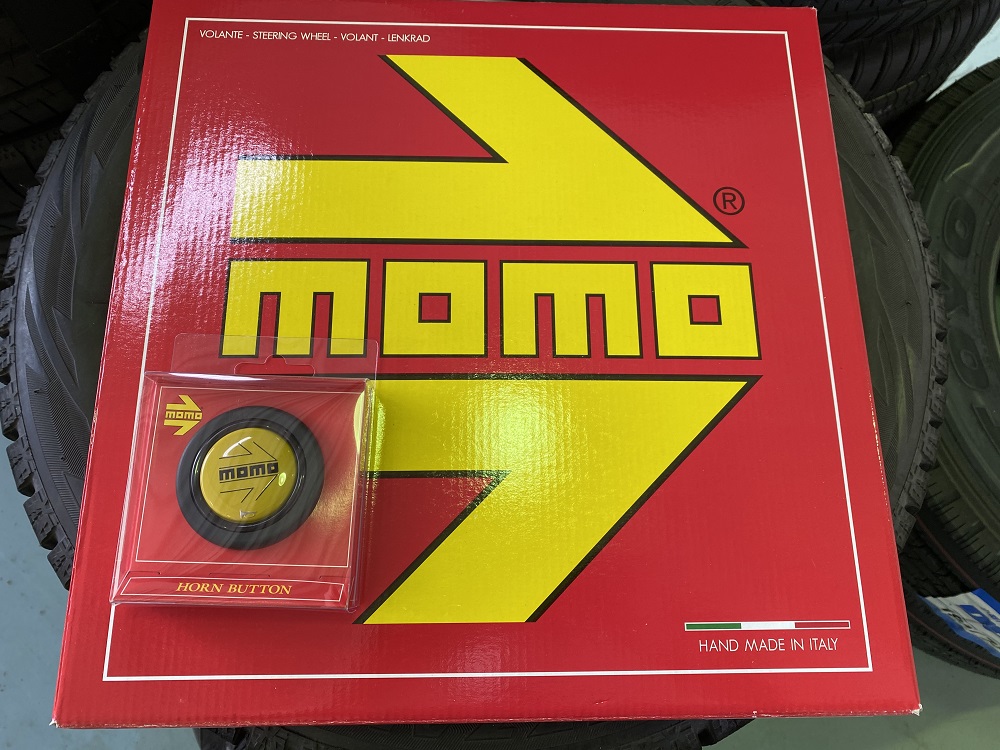 VOLANTE - STEERING WHEEL - VOLANT - LENKRAD
®
momo
momo
momo
HORN BUTTON
HAND MADE IN ITALY